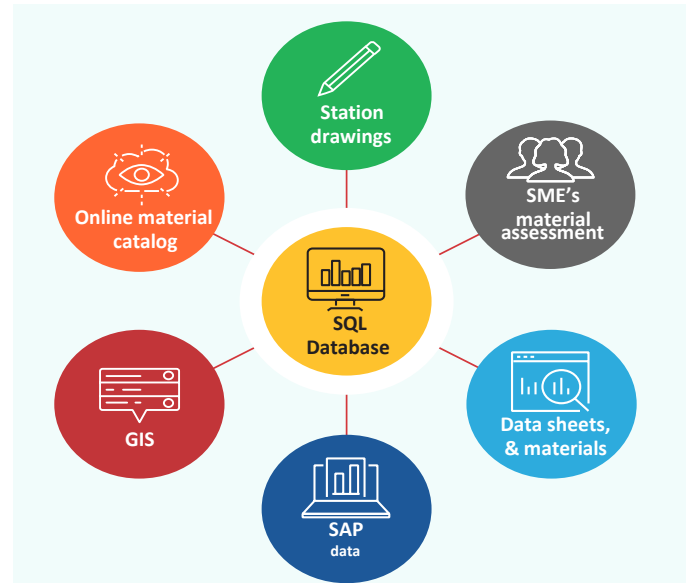 Station
drawings
Online material
catalog
SME's
material
assessment
SQL
Database
GIS
Data sheets,
& materials
SAP
data